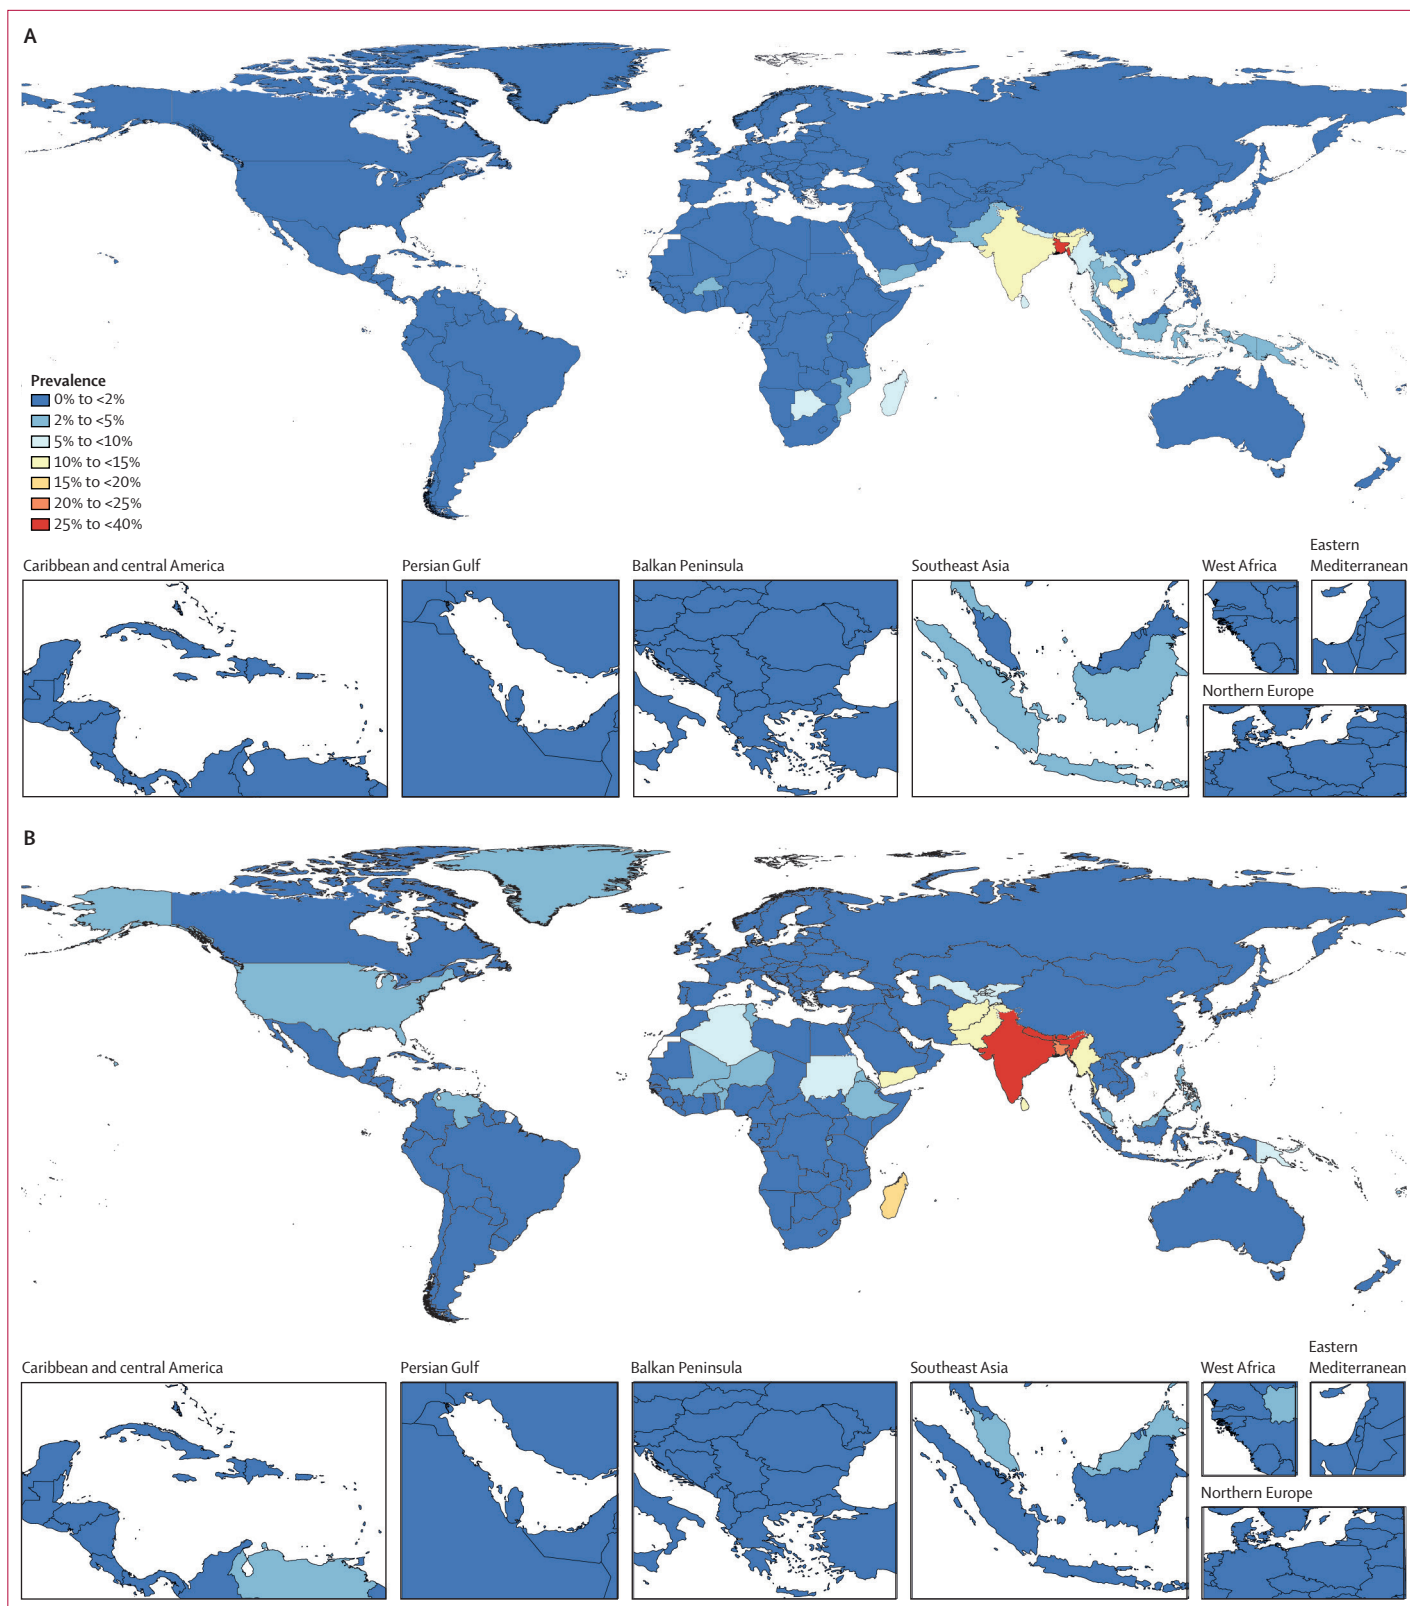 A
Prevalence
0% to <2%
2% to <5%
5% to <10%
10% to <15%
15% to <20%
20% to <25%
25% to <40%
Caribbean and central America
Persian Gulf
Balkan Peninsula
Southeast Asia
West Africa
Eastern
Mediterranean
Northern Europe
B
Caribbean and central America
Persian Gulf
Balkan Peninsula
Southeast Asia
West Africa
Eastern
Mediterranean
Northern Europe